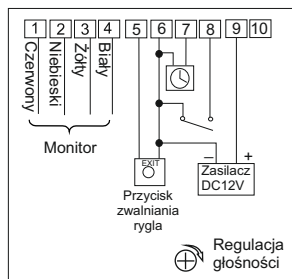 1 2 3 4 5 6 7 8 9 10
Czerwony
Niebieski
Żółty
Biały
Monitor
EXIT
Przycisk
zwalniania
rygla
– +
Zasilacz
DC12V
Regulacja
głośności